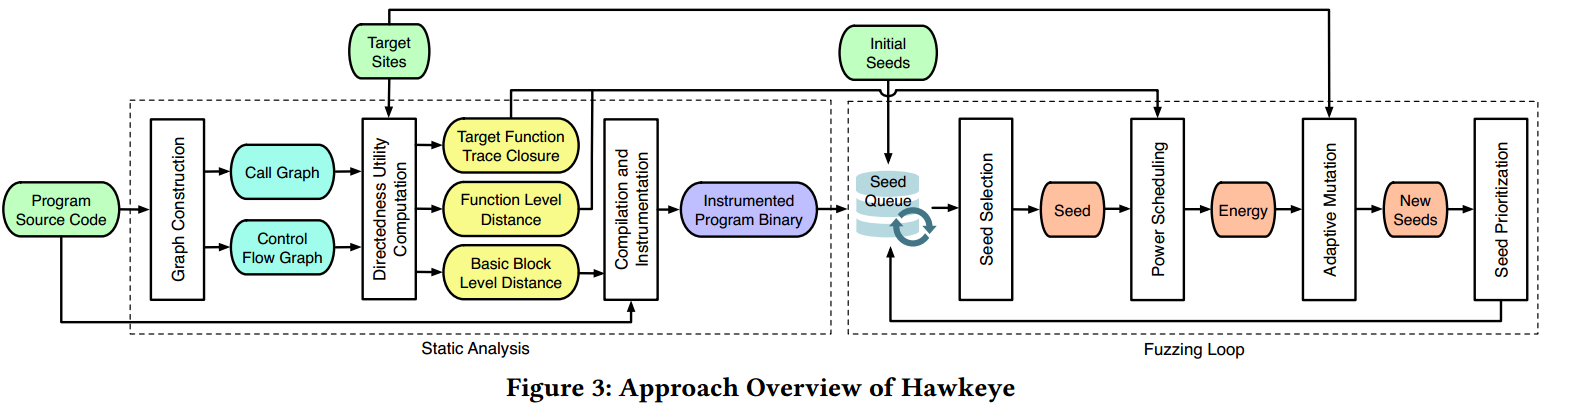 Target
Sites
Initial
Seeds
Program
Source Code
Graph Construction
Call Graph
Control
Flow Graph
Directedness Utility
Computation
Target Function
Trace Closure
Function Level
Distance
Basic Block
Level Distance
Compilation and
Instrumentation
Instrumented
Program Binary
Seed
Queue
Seed Selection
Seed
Power Scheduling
Energy
Adaptive Mutation
New
Seeds
Seed Prioritization
Static Analysis
Fuzzing Loop
Figure 3: Approach Overview of Hawkeye